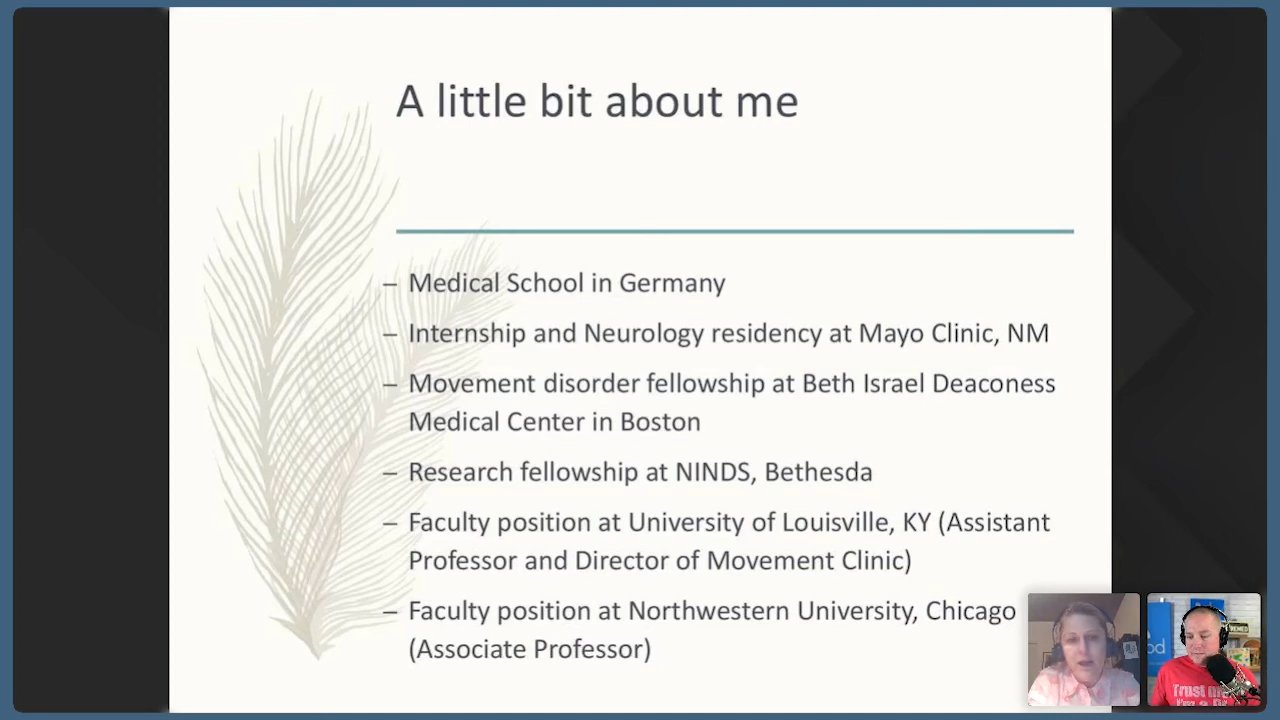 A little bit about me
– Medical School in Germany
– Internship and Neurology residency at Mayo Clinic, NM
– Movement disorder fellowship at Beth Israel Deaconess
Medical Center in Boston
– Research fellowship at NINDS, Bethesda
– Faculty position at University of Louisville, KY (Assistant
Professor and Director of Movement Clinic)
– Faculty position at Northwestern University, Chicago
(Associate Professor)
Trust
I'm a